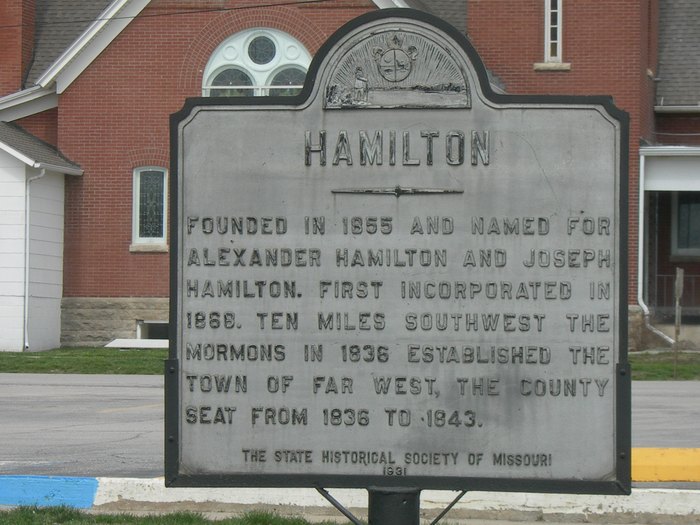 HAMILTON
FOUNDED IN 1855 AND NAMED FOR
ALEXANDER HAMILTON AND JOSEPH
HAMILTON. FIRST INCORPORATED IN
1868. TEN MILES SOUTHWEST THE
MORMONS IN 1836 ESTABLISHED THE
TOWN OF FAR WEST, THE COUNTY
SEAT FROM 1836 TO 1843.
THE STATE HISTORICAL SOCIETY OF MISSOURI
1931